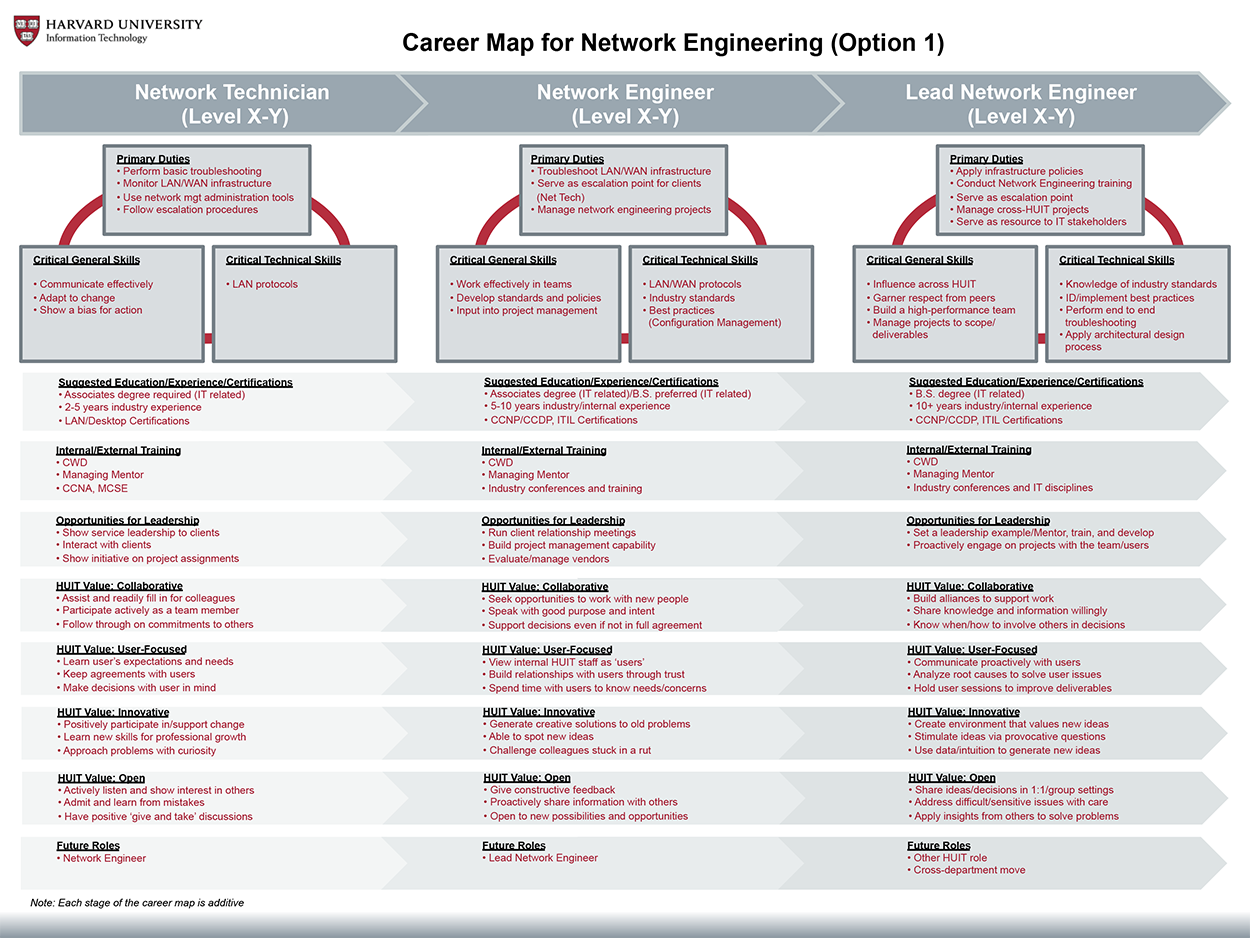 HARVARD UNIVERSITY
Information Technology
Career Map for Network Engineering (Option 1)
Network Technician
(Level X-Y)
Network Engineer
(Level X-Y)
Lead Network Engineer
(Level X-Y)
Primary Duties
• Perform basic troubleshooting
• Monitor LAN/WAN infrastructure
• Use network mgt administration tools
• Follow escalation procedures
Primary Duties
• Troubleshoot LAN/WAN infrastructure
• Serve as escalation point for clients
(Net Tech)
• Manage network engineering projects
Primary Duties
• Apply infrastructure policies
• Conduct Network Engineering training
• Serve as escalation point
• Manage cross-HUIT projects
• Serve as resource to IT stakeholders
Critical General Skills
• Communicate effectively
• Adapt to change
• Show a bias for action
Critical Technical Skills
• LAN protocols
Critical General Skills
• Work effectively in teams
• Develop standards and policies
• Input into project management
Critical Technical Skills
• LAN/WAN protocols
• Industry standards
• Best practices
(Configuration Management)
Critical General Skills
• Influence across HUIT
• Garner respect from peers
• Build a high-performance team
• Manage projects to scope/
deliverables
Critical Technical Skills
• Knowledge of industry standards
• ID/implement best practices
• Perform end to end
troubleshooting
• Apply architectural design
process
Suggested Education/Experience/Certifications
• Associates degree required (IT related)
• 2-5 years industry experience
• LAN/Desktop Certifications
Suggested Education/Experience/Certifications
• Associates degree (IT related)/B.S. preferred (IT related)
• 5-10 years industry/internal experience
• CCNP/CCDP, ITIL Certifications
Suggested Education/Experience/Certifications
• B.S. degree (IT related)
• 10+ years industry/internal experience
• CCNP/CCDP, ITIL Certifications
Internal/External Training
• CWD
• Managing Mentor
• CCNA, MCSE
Internal/External Training
• CWD
• Managing Mentor
• Industry conferences and training
Internal/External Training
• CWD
• Managing Mentor
• Industry conferences and IT disciplines
Opportunities for Leadership
• Show service leadership to clients
• Interact with clients
• Show initiative on project assignments
Opportunities for Leadership
• Run client relationship meetings
• Build project management capability
• Evaluate/manage vendors
Opportunities for Leadership
• Set a leadership example/Mentor, train, and develop
• Proactively engage on projects with the team/users
HUIT Value: Collaborative
• Assist and readily fill in for colleagues
• Participate actively as a team member
• Follow through on commitments to others
HUIT Value: Collaborative
• Seek opportunities to work with new people
• Speak with good purpose and intent
• Support decisions even if not in full agreement
HUIT Value: Collaborative
• Build alliances to support work
• Share knowledge and information willingly
• Know when/how to involve others in decisions
HUIT Value: User-Focused
• Learn user's expectations and needs
• Keep agreements with users
• Make decisions with user in mind
HUIT Value: User-Focused
• View internal HUIT staff as 'users'
• Build relationships with users through trust
• Spend time with users to know needs/concerns
HUIT Value: User-Focused
• Communicate proactively with users
• Analyze root causes to solve user issues
• Hold user sessions to improve deliverables
HUIT Value: Innovative
• Positively participate in/support change
• Learn new skills for professional growth
• Approach problems with curiosity
HUIT Value: Innovative
• Generate creative solutions to old problems
• Able to spot new ideas
• Challenge colleagues stuck in a rut
HUIT Value: Innovative
• Create environment that values new ideas
• Stimulate ideas via provocative questions
• Use data/intuition to generate new ideas
HUIT Value: Open
• Actively listen and show interest in others
• Admit and learn from mistakes
• Have positive 'give and take' discussions
HUIT Value: Open
• Give constructive feedback
• Proactively share information with others
• Open to new possibilities and opportunities
HUIT Value: Open
• Share ideas/decisions in 1:1/group settings
• Address difficult/sensitive issues with care
• Apply insights from others to solve problems
Future Roles
• Network Engineer
Future Roles
• Lead Network Engineer
Future Roles
• Other HUIT role
• Cross-department move
Note: Each stage of the career map is additive